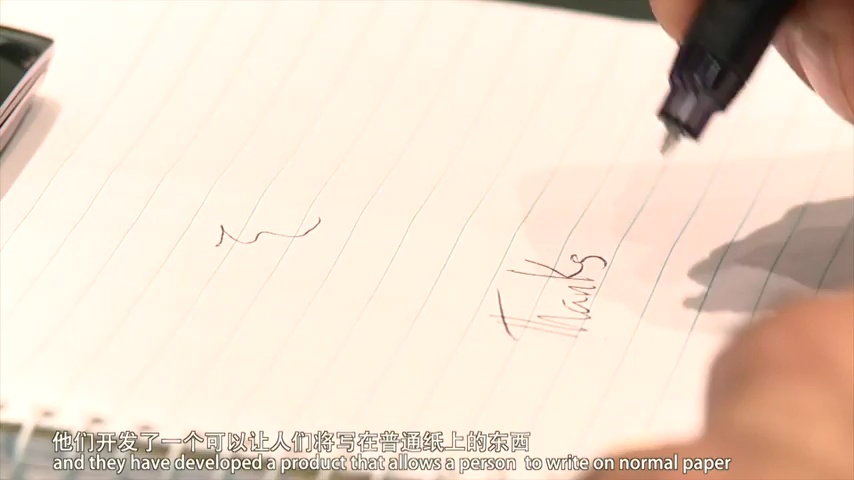 Thanks
他们开发了一个可以让人们将写在普通纸上的东西
and they have developed a product that allows a person to write on normal paper